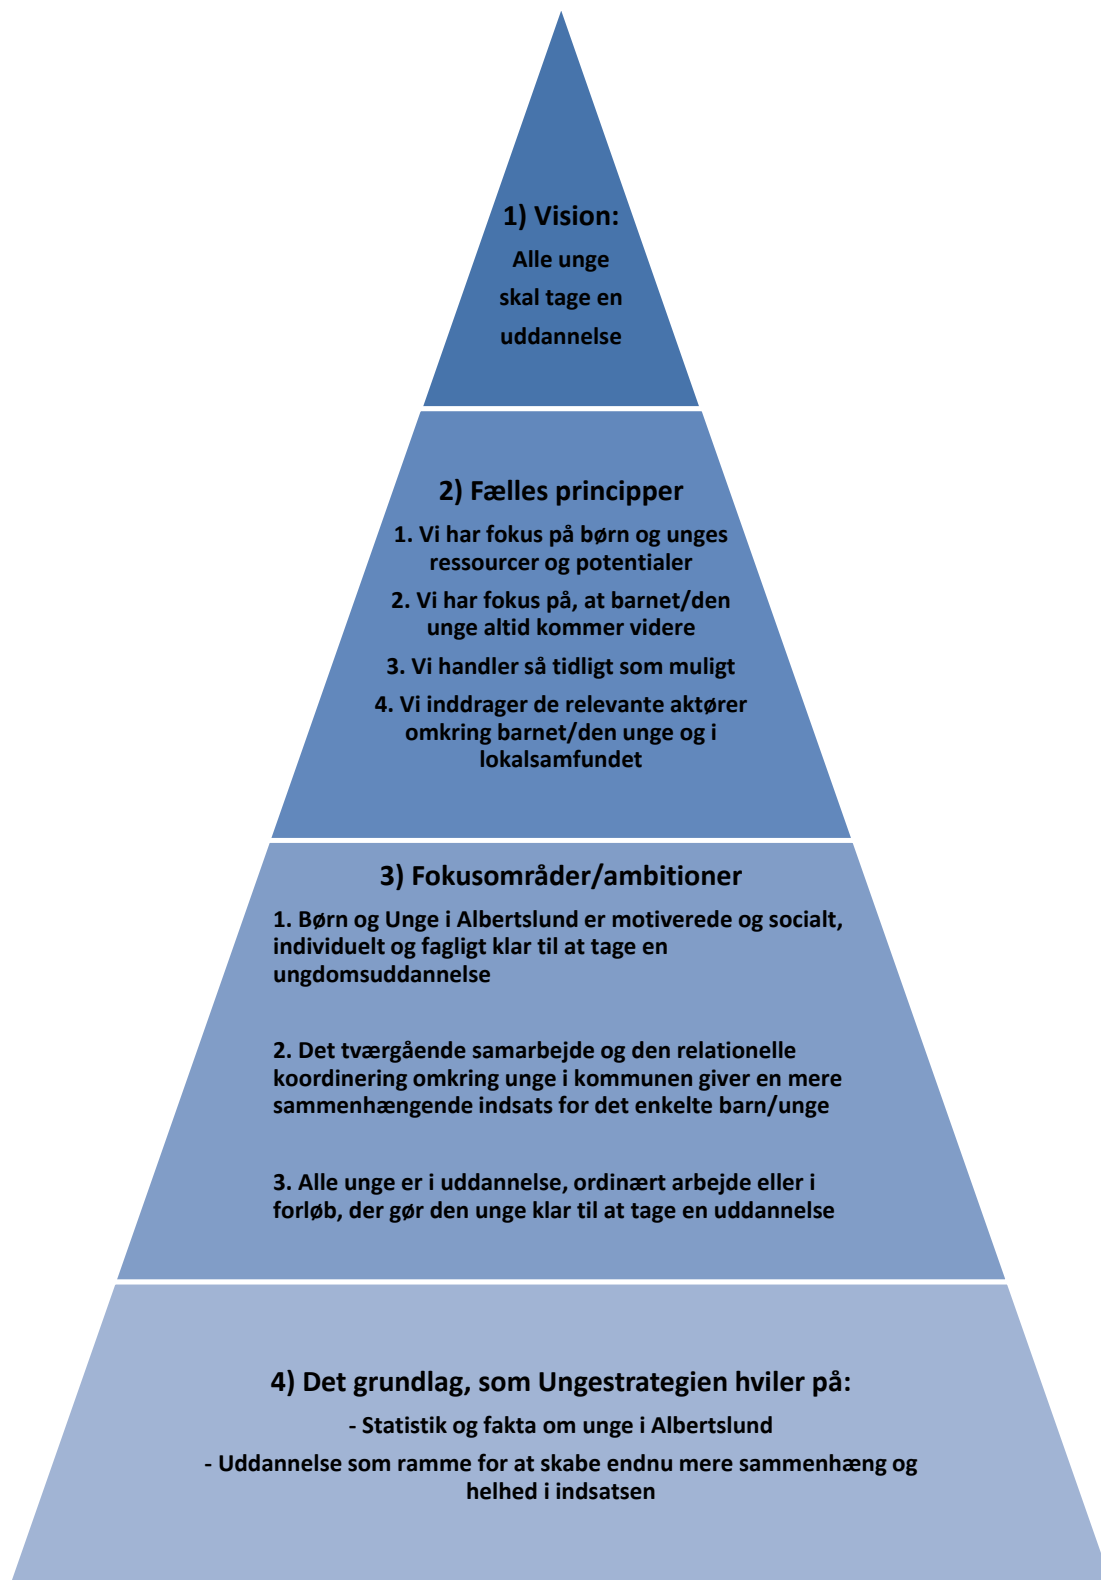 1) Vision:
Alle unge
skal tage en
uddannelse
2) Fælles principper
1. Vi har fokus på børn og unges
ressourcer og potentialer
2. Vi har fokus på, at barnet/den
unge altid kommer videre
3. Vi handler så tidligt som muligt
4. Vi inddrager de relevante aktører
omkring barnet/den unge og i
lokalsamfundet
3) Fokusområder/ambitioner
1. Børn og Unge i Albertslund er motiverede og socialt,
individuelt og fagligt klar til at tage en
ungdomsuddannelse
2. Det tværgående samarbejde og den relationelle
koordinering omkring unge i kommunen giver en mere
sammenhængende indsats for det enkelte barn/unge
3. Alle unge er i uddannelse, ordinært arbejde eller i
forløb, der gør den unge klar til at tage en uddannelse
4) Det grundlag, som Ungestrategien hviler på:
- Statistik og fakta om unge i Albertslund
- Uddannelse som ramme for at skabe endnu mere sammenhæng og
helhed i indsatsen